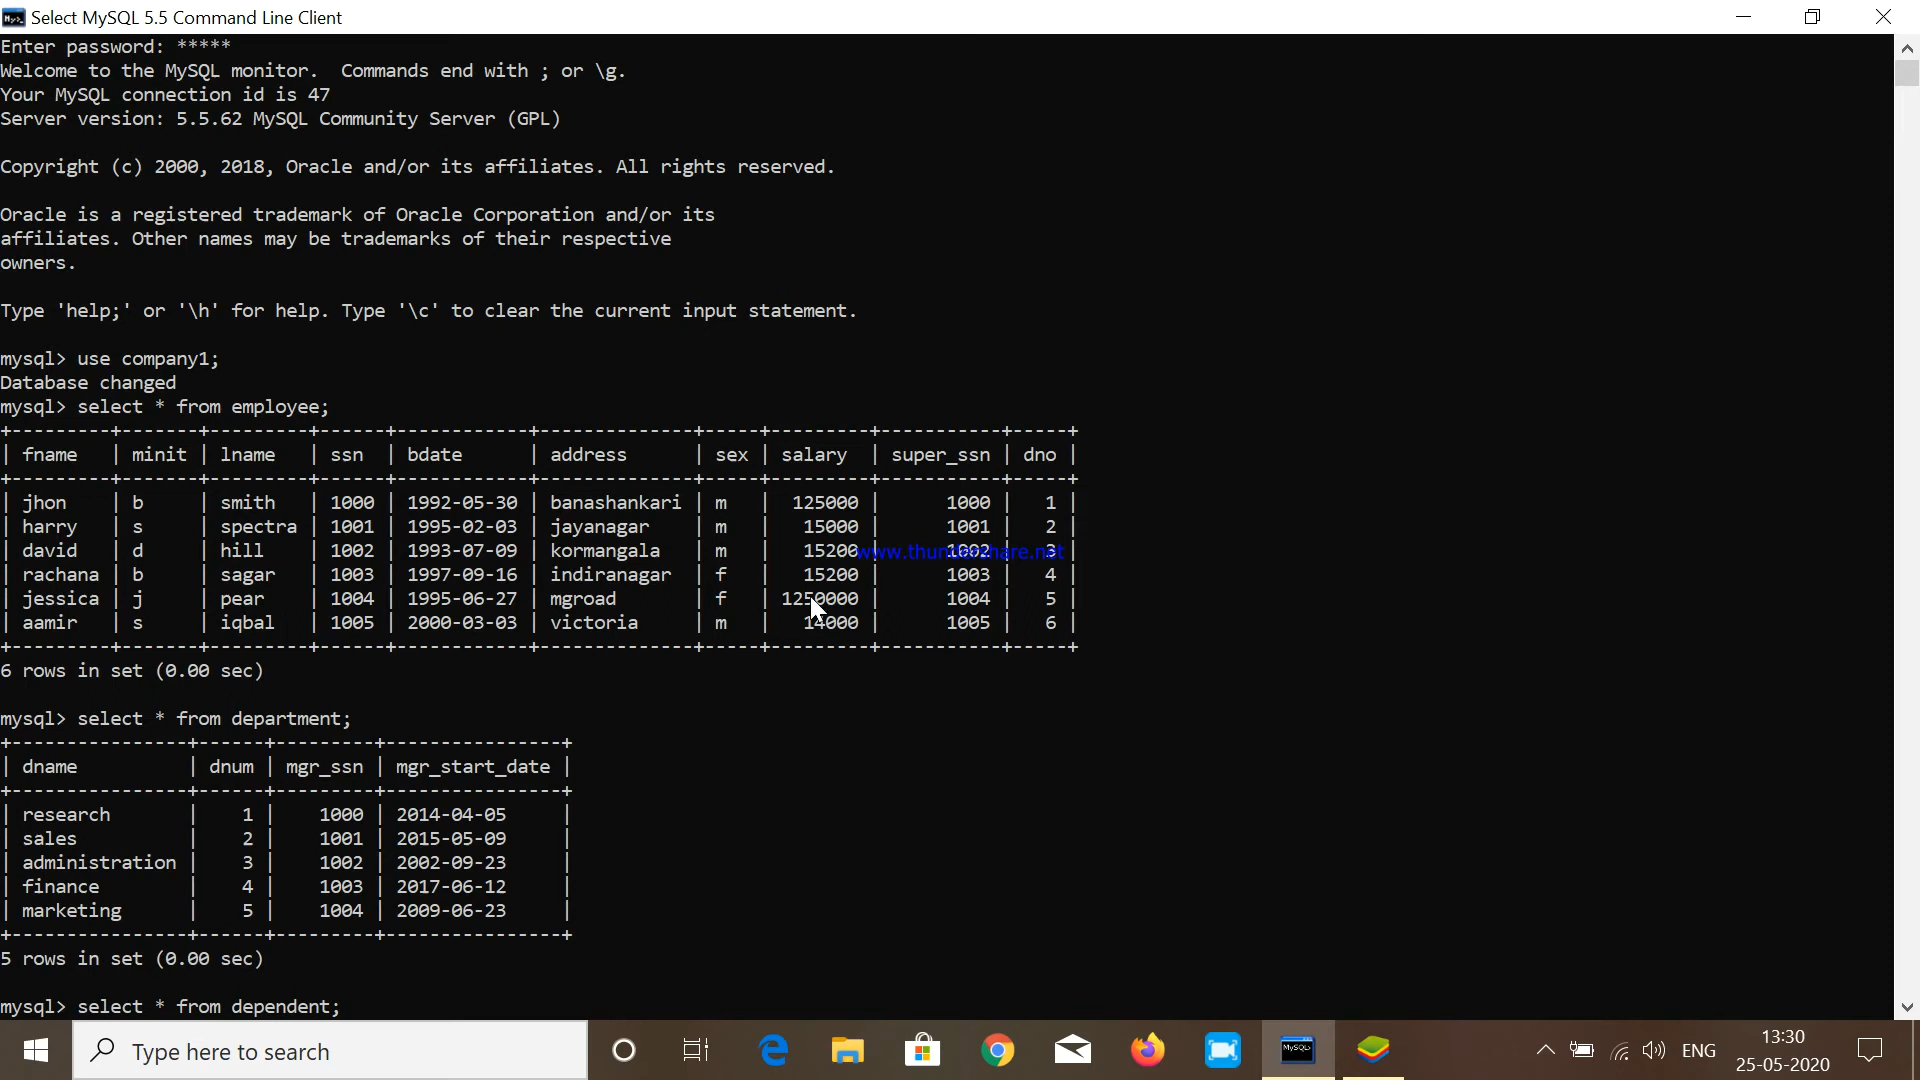 Select MySQL 5.5 Command Line Client
Enter password: *****
Welcome to the MySQL monitor.  Commands end with ; or \g.
Your MySQL connection id is 47
Server version: 5.5.62 MySQL Community Server (GPL)
Copyright (c) 2000, 2018, Oracle and/or its affiliates. All rights reserved.
Oracle is a registered trademark of Oracle Corporation and/or its
affiliates. Other names may be trademarks of their respective
owners.
Type 'help;' or '\h' for help. Type '\c' to clear the current input statement.
mysql> use company1;
Database changed
mysql> select * from employee;
+---------+-------+---------+------+------------+--------------+-----+---------+-----------+-----+
| fname   | minit | lname   | ssn  | bdate      | address      | sex | salary  | super_ssn | dno |
+---------+-------+---------+------+------------+--------------+-----+---------+-----------+-----+
| jhon    | b     | smith   | 1000 | 1992-05-30 | banashankari | m   |  125000 |      1000 |   1 |
| harry   | s     | spectra | 1001 | 1995-02-03 | jayanagar    | m   |   15000 |      1001 |   2 |
| david   | d     | hill    | 1002 | 1993-07-09 | kormangala   | m   |   15200 |      1002 |   3 |
www.thundershare.net
| rachana | b     | sagar   | 1003 | 1997-09-16 | indiranagar  | f   |   15200 |      1003 |   4 |
| jessica | j     | pear    | 1004 | 1995-06-27 | mgroad       | f   | 1250000 |      1004 |   5 |
| aamir   | s     | iqbal   | 1005 | 2000-03-03 | victoria     | m   |   14000 |      1005 |   6 |
+---------+-------+---------+------+------------+--------------+-----+---------+-----------+-----+
6 rows in set (0.00 sec)
mysql> select * from department;
+----------------+------+---------+----------------+
| dname          | dnum | mgr_ssn | mgr_start_date |
+----------------+------+---------+----------------+
| research       |    1 |    1000 | 2014-04-05     |
| sales          |    2 |    1001 | 2015-05-09     |
| administration |    3 |    1002 | 2002-09-23     |
| finance        |    4 |    1003 | 2017-06-12     |
| marketing      |    5 |    1004 | 2009-06-23     |
+----------------+------+---------+----------------+
5 rows in set (0.00 sec)
mysql> select * from dependent;
Type here to search
MySQL
ENG
13:30
25-05-2020